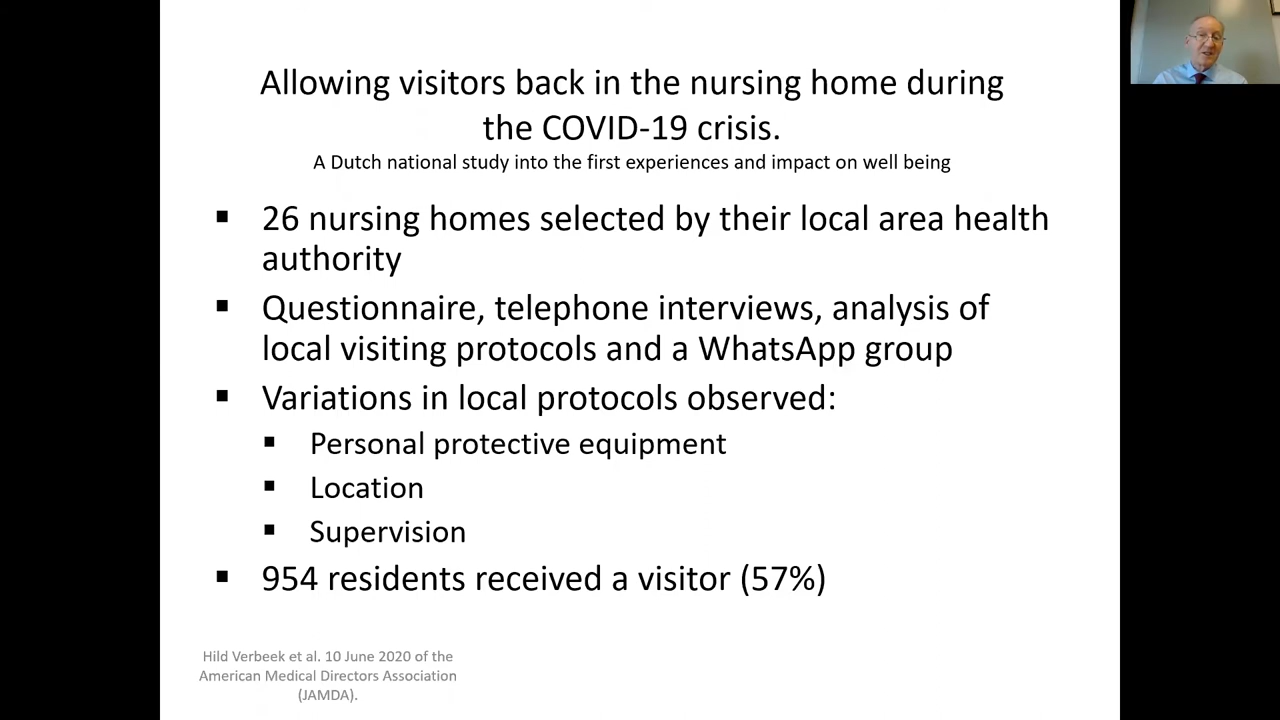 Allowing visitors back in the nursing home during
the COVID-19 crisis.
A Dutch national study into the first experiences and impact on well being
▪ 26 nursing homes selected by their local area health
authority
▪ Questionnaire, telephone interviews, analysis of
local visiting protocols and a WhatsApp group
▪ Variations in local protocols observed:
▪ Personal protective equipment
▪ Location
▪ Supervision
▪ 954 residents received a visitor (57%)
Hild Verbeek et al. 10 June 2020 of the
American Medical Directors Association
(JAMDA).